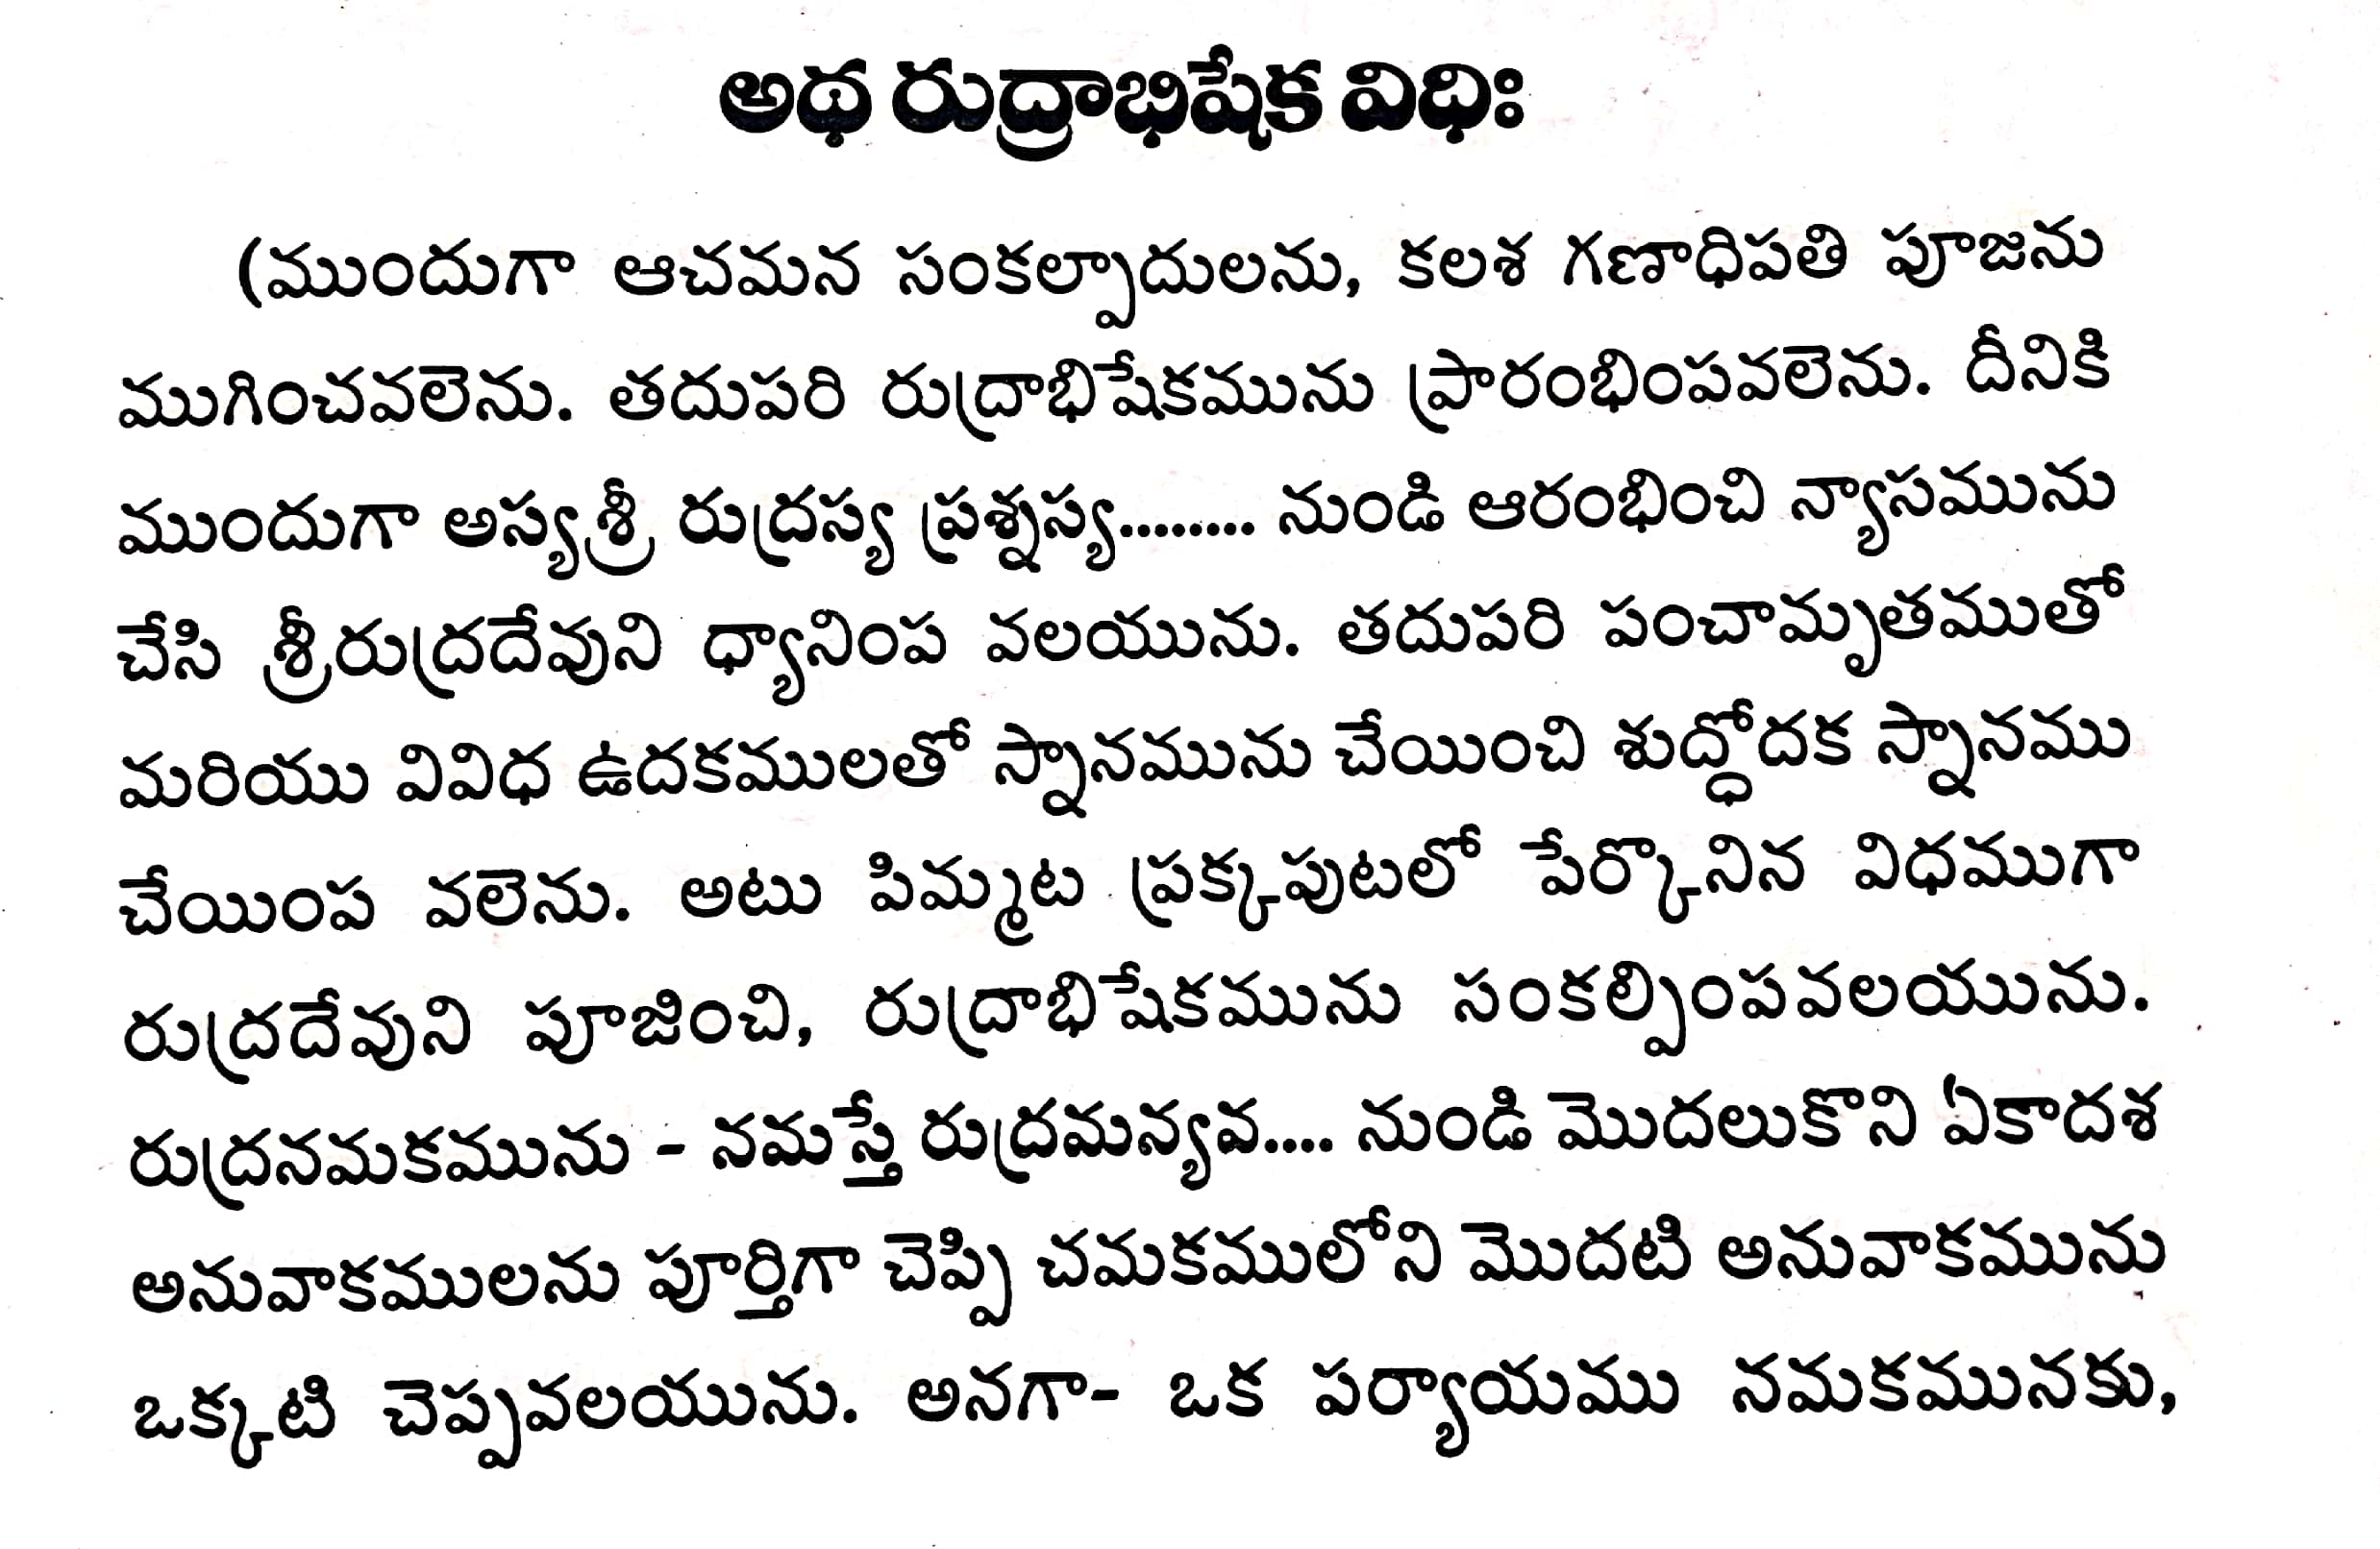 అథ రుద్రాభిషేక విధిః
(ముందుగా ఆచమన సంకల్పాదులను, కలశ గణాధిపతి పూజను
ముగించవలెను. తదుపరి రుద్రాభిషేకమును ప్రారంభింపవలెను. దీనికి
ముందుగా అస్యశ్రీ రుద్రస్య ప్రశ్నస్య........ నుండి ఆరంభించి న్యాసమును
చేసి శ్రీరుద్రదేవుని ధ్యానింప వలయును. తదుపరి పంచామృతముతో
మరియు వివిధ ఉదకములతో స్నానమును చేయించి శుద్ధోదక స్నానము
చేయింప వలెను. అటు పిమ్మట ప్రక్కపుటలో పేర్కొనిన విధముగా
రుద్రదేవుని పూజించి, రుద్రాభిషేకమును సంకల్పింపవలయును.
రుద్రనమకమును - నమస్తే రుద్రమన్యవ.... నుండి మొదలుకొని ఏకాదశ
అనువాకములను పూర్తిగా చెప్పి చమకములోని మొదటి అనువాకమును
ఒక్కటి చెప్పవలయును. అనగా- ఒక పర్యాయము నమకమునకు,